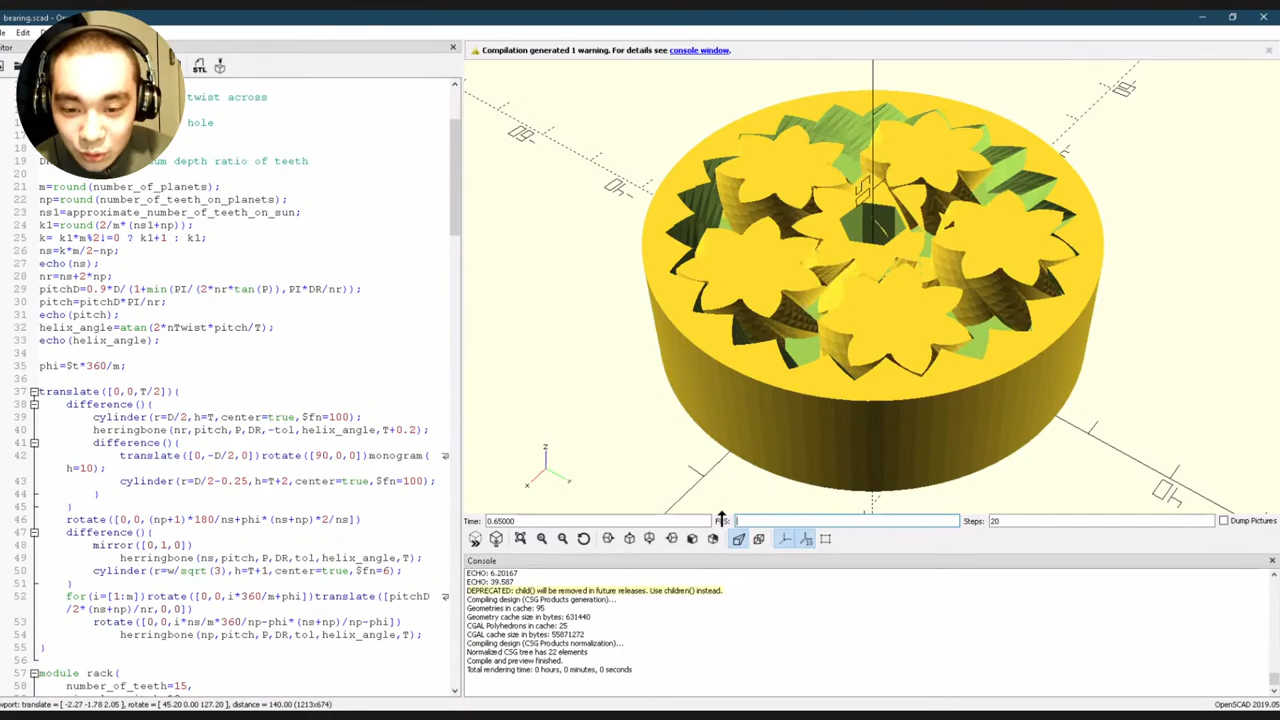 bearing.scad - OpenSC
Edi
itor
STL
Compilation generated 1 warning. For details see console window.
twist across
hole
18
19 D um depth ratio of teeth
20
21 m=round(number_of_planets);
22 np=round(number_of_teeth_on_planets);
23 ns1=approximate_number_of_teeth_on_sun;
24 k1=round(2/m*(ns1+np));
25 k= k1*m%2!=0 ? k1+1 : k1;
26 ns=k*m/2-np;
27 echo(ns);
28 nr=ns+2*np;
29 pitchD=0.9*D/(1+min(PI/(2*nr*tan(P)),PI*DR/nr));
30 pitch=pitchD*PI/nr;
31 echo(pitch);
32 helix_angle=atan(2*nTwist*pitch/T);
33 echo(helix_angle);
34
35 phi=$t*360/m;
36
37 translate([0,0,T/2]){
38 difference(){
39 cylinder(r=D/2,h=T,center=true,$fn=100);
40 herringbone(nr,pitch,P,DR,-tol,helix_angle,T+0.2);
41 difference(){
42 translate([0,-D/2,0])rotate([90,0,0])monogram(
h=10);
43 cylinder(r=D/2-0.25,h=T+2,center=true,$fn=100);
44 }
45 }
46 rotate([0,0,(np+1)*180/ns+phi*(ns+np)*2/ns])
47 difference(){
48 mirror([0,1,0])
49 herringbone(ns,pitch,P,DR,tol,helix_angle,T);
50 cylinder(r=w/sqrt(3),h=T+1,center=true,$fn=6);
51 }
52 for(i=[1:m])rotate([0,0,i*360/m+phi])translate([pitchD
/2*(ns+np)/nr,0,0])
53 rotate([0,0,i*ns/m*360/np-phi*(ns+np)/np-phi])
54 herringbone(np,pitch,P,DR,tol,helix_angle,T);
55 }
56
57 module rack(
58 number_of_teeth=15,
Time: 0.65000
Steps: 20
Dump Pictures
Console
ECHO: 6.20167
ECHO: 39.587
DEPRECATED: child() will be removed in future releases. Use children() instead.
Compiling design (CSG Products generation)...
Geometries in cache: 95
Geometry cache size in bytes: 631440
CGAL Polyhedrons in cache: 25
CGAL cache size in bytes: 55871272
Compiling design (CSG Products normalization)...
Normalized CSG tree has 22 elements
Compile and preview finished.
Total rendering time: 0 hours, 0 minutes, 0 seconds
wport: translate = [ -2.27 -1.78 2.05 ], rotate = [ 45.20 0.00 127.20 ], distance = 140.00 (1213x674)
OpenSCAD 2019.05